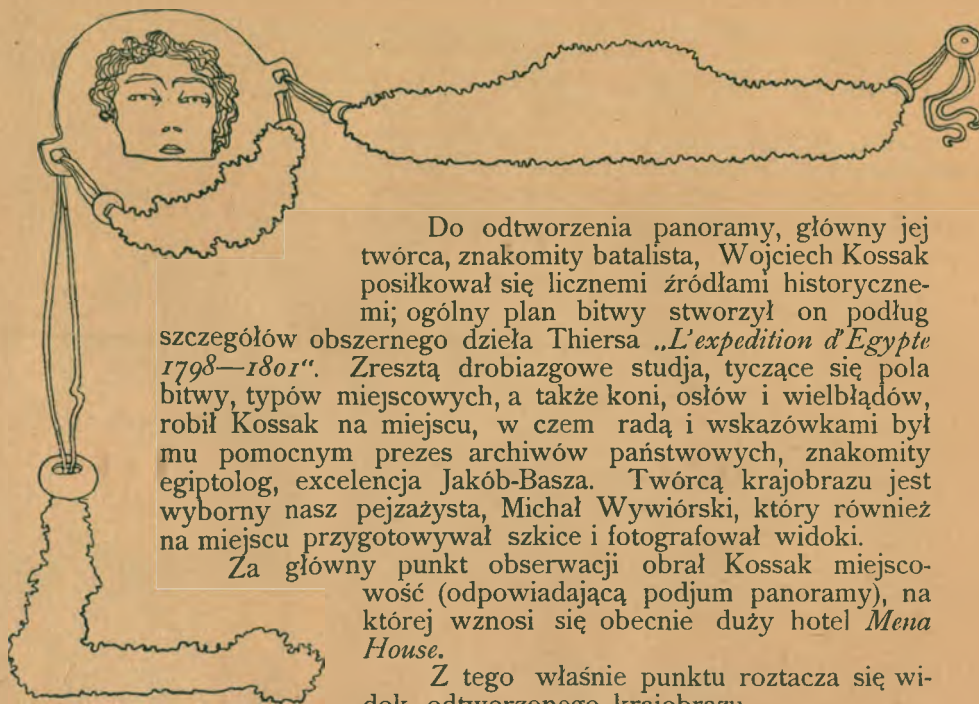 Do odtworzenia panoramy, główny jej
twórca, znakomity batalista, Wojciech Kossak
posiłkował się licznemi źródłami historyczne-
mi; ogólny plan bitwy stworzył on podług
szczegółów obszernego dzieła Thiersa „L'expedition d'Egypte
1798—1801“. Zresztą drobiazgowe studja, tyczące się pola
bitwy, typów miejscowych, a także koni, osłów i wielbłądów,
robił Kossak na miejscu, w czem radą i wskazówkami był
mu pomocnym prezes archiwów państwowych, znakomity
egiptolog, excelencja Jakób-Basza. Twórcą krajobrazu jest
wyborny nasz pejzażysta, Michał Wywiórski, który również
na miejscu przygotowywał szkice i fotografował widoki.
Za główny punkt obserwacji obrał Kossak miejsco-
wość (odpowiadającą podjum panoramy), na
której wznosi się obecnie duży hotel Mena
House.
Z tego właśnie punktu roztacza się wi-
dok odtworzonego krajobrazu.